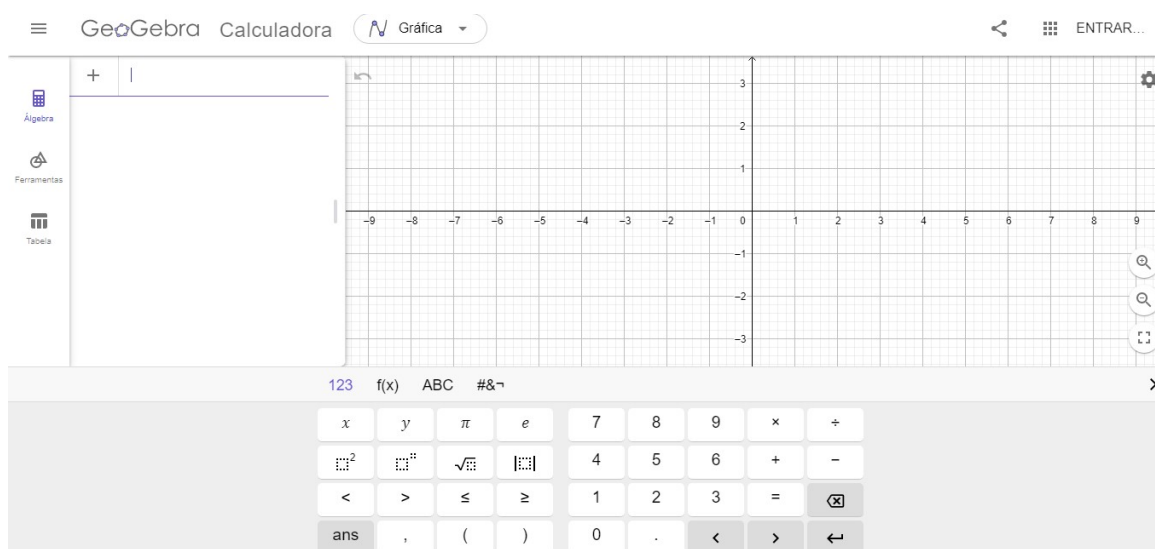 GeoGebra Calculadora Gráfica ENTRAR...
Álgebra
Ferramentas
Tabela
3
2
1
−9 −8 −7 −6 −5 −4 −3 −2 −1 0 1 2 3 4 5 6 7 8 9
−1
−2
−3
123 f(x) ABC #&¬
x y π e 7 8 9 × ÷
2 √ | | 4 5 6 + −
< > ≤ ≥ 1 2 3 =
ans , ( ) 0 . < >